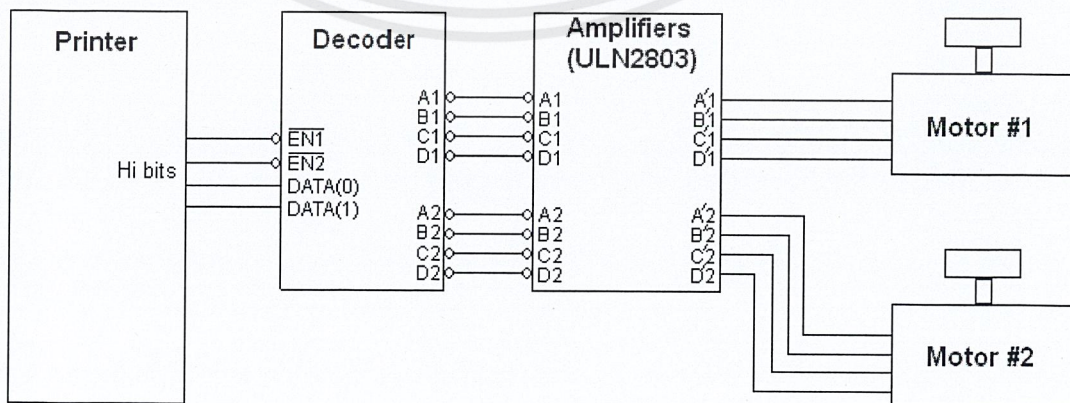 Printer
Hi bits
Decoder
EN1
EN2
DATA(0)
DATA(1)
A1
B1
C1
D1
A2
B2
C2
D2
Amplifiers
(ULN2803)
A1
B1
C1
D1
A2
B2
C2
D2
A'1
B'1
C'1
D'1
A'2
B'2
C'2
D'2
Motor #1
Motor #2